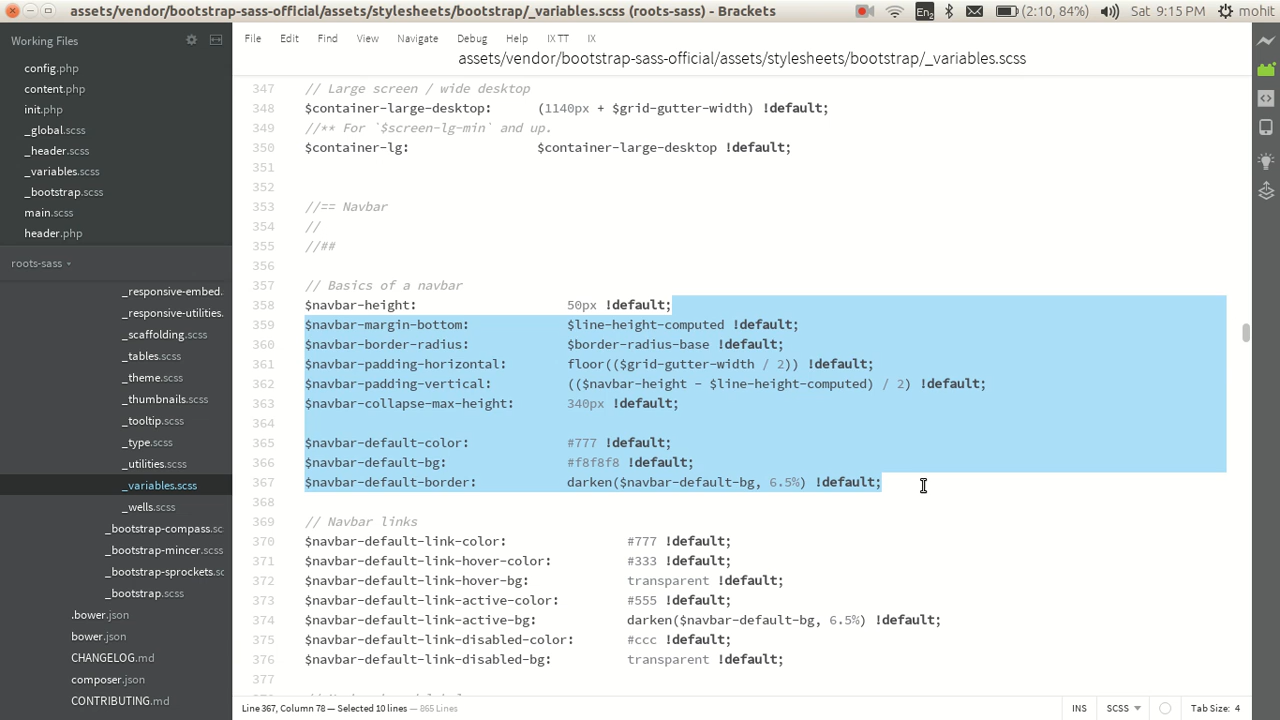 assets/vendor/bootstrap-sass-official/assets/stylesheets/bootstrap/_variables.scss (roots-sass) - Brackets
En2
(2:10, 84%)
Sat 9:15 PM
mohit
Working Files
config.php
content.php
init.php
_global.scss
_header.scss
_variables.scss
_bootstrap.scss
main.scss
header.php
roots-sass
_responsive-embed.
_responsive-utilities.
_scaffolding.scss
_tables.scss
_theme.scss
_thumbnails.scss
_tooltip.scss
_type.scss
_utilities.scss
_variables.scss
_wells.scss
_bootstrap-compass.sc
_bootstrap-mincer.scss
_bootstrap-sprockets.sc
_bootstrap.scss
.bower.json
bower.json
CHANGELOG.md
composer.json
CONTRIBUTING.md
File Edit Find View Navigate Debug Help IX TT IX
assets/vendor/bootstrap-sass-official/assets/stylesheets/bootstrap/_variables.scss
347 // Large screen / wide desktop
348 $container-large-desktop: (1140px + $grid-gutter-width) !default;
349 //** For `$screen-lg-min` and up.
350 $container-lg: $container-large-desktop !default;
351
352
353 //== Navbar
354 //
355 //##
356
357 // Basics of a navbar
358 $navbar-height: 50px !default;
359 $navbar-margin-bottom: $line-height-computed !default;
360 $navbar-border-radius: $border-radius-base !default;
361 $navbar-padding-horizontal: floor(($grid-gutter-width / 2)) !default;
362 $navbar-padding-vertical: (($navbar-height - $line-height-computed) / 2) !default;
363 $navbar-collapse-max-height: 340px !default;
364
365 $navbar-default-color: #777 !default;
366 $navbar-default-bg: #f8f8f8 !default;
367 $navbar-default-border: darken($navbar-default-bg, 6.5%) !default;
368
369 // Navbar links
370 $navbar-default-link-color: #777 !default;
371 $navbar-default-link-hover-color: #333 !default;
372 $navbar-default-link-hover-bg: transparent !default;
373 $navbar-default-link-active-color: #555 !default;
374 $navbar-default-link-active-bg: darken($navbar-default-bg, 6.5%) !default;
375 $navbar-default-link-disabled-color: #ccc !default;
376 $navbar-default-link-disabled-bg: transparent !default;
377
Line 367, Column 78 — Selected 10 lines — 865 Lines
INS SCSS Tab Size: 4